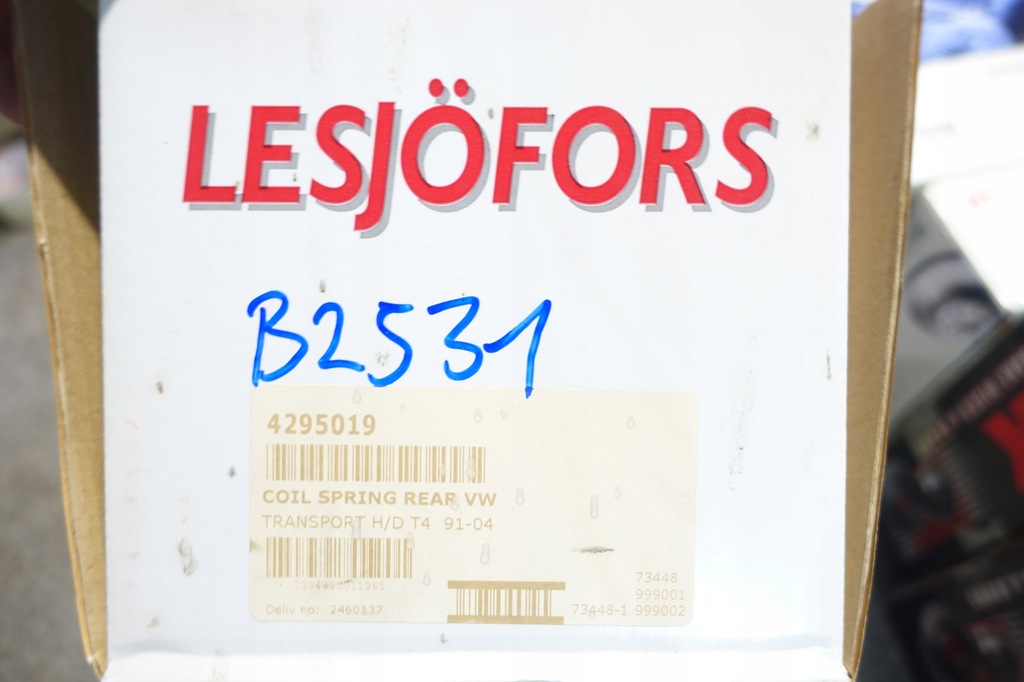 LESJÖFORS
B2531
4295019
COIL SPRING REAR VW
TRANSPORT H/D T4 91-04
Deliv no: 2460137
73448
999001
73448-1 999002